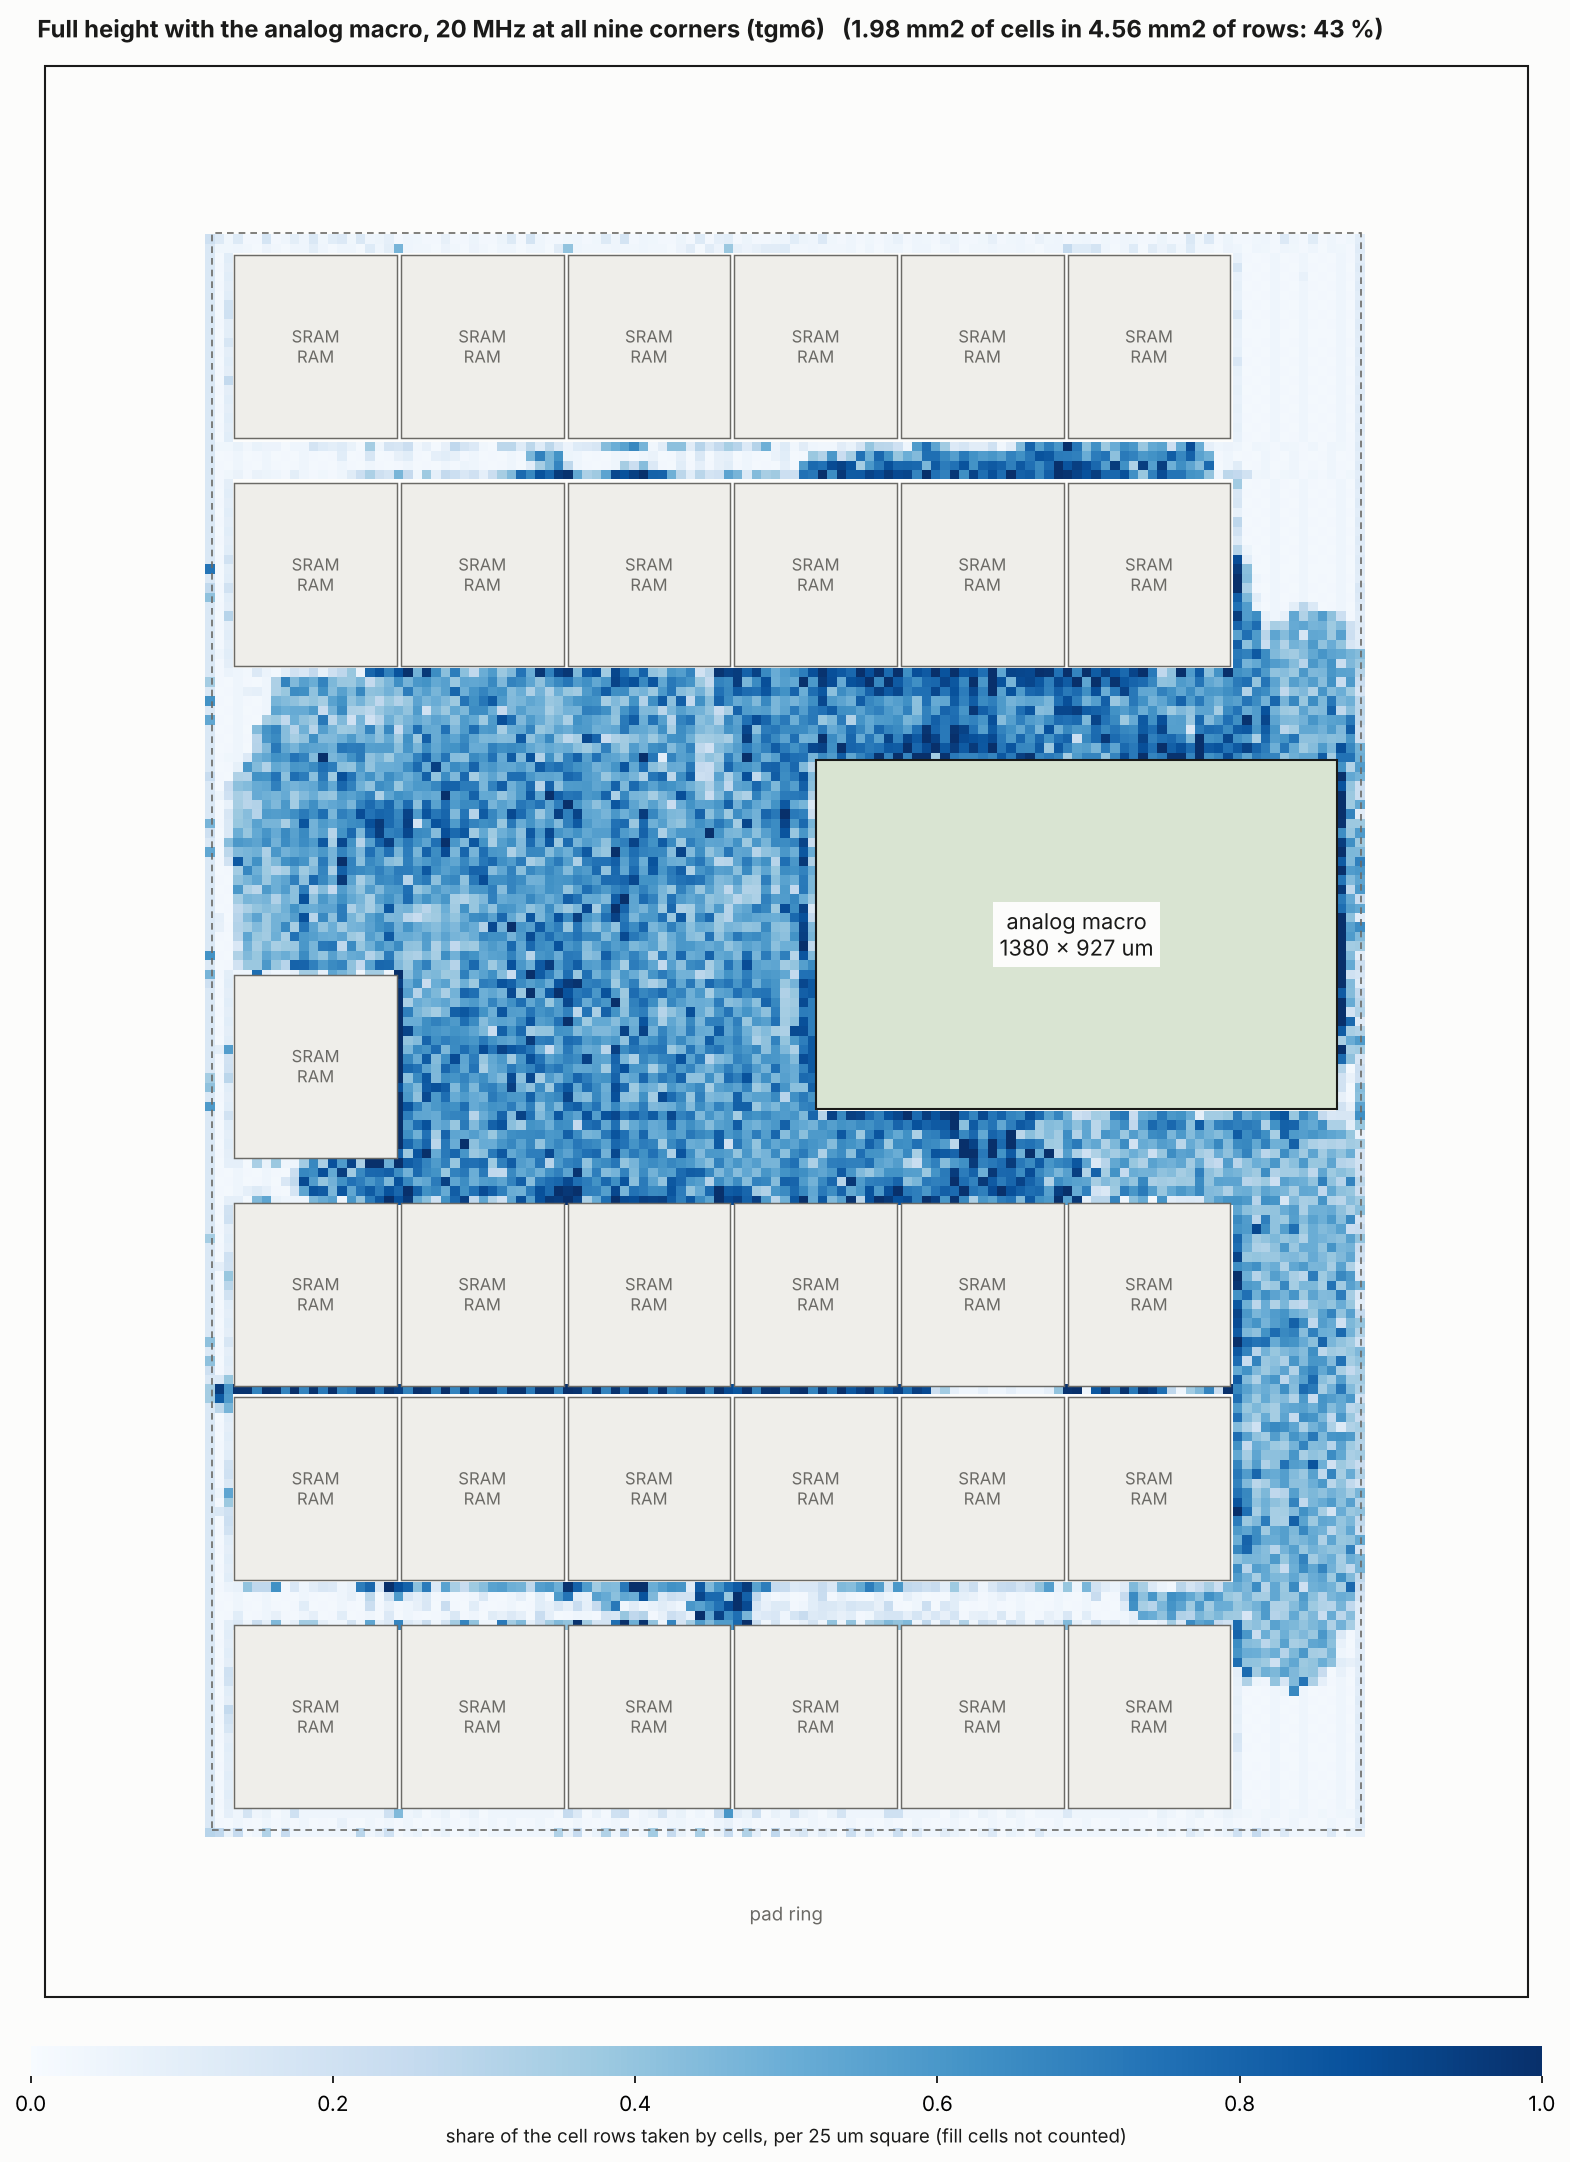 Full height with the analog macro, 20 MHz at all nine corners (tgm6)   (1.98 mm2 of cells in 4.56 mm2 of rows: 43 %)
SRAM SRAM SRAM SRAM SRAM SRAM
RAM RAM RAM RAM RAM RAM
SRAM SRAM SRAM SRAM SRAM SRAM
RAM RAM RAM RAM RAM RAM
analog macro
1380 × 927 um
SRAM
RAM
SRAM SRAM SRAM SRAM SRAM SRAM
RAM RAM RAM RAM RAM RAM
SRAM SRAM SRAM SRAM SRAM SRAM
RAM RAM RAM RAM RAM RAM
SRAM SRAM SRAM SRAM SRAM SRAM
RAM RAM RAM RAM RAM RAM
pad ring
0.0 0.2 0.4 0.6 0.8 1.0
share of the cell rows taken by cells, per 25 um square (fill cells not counted)